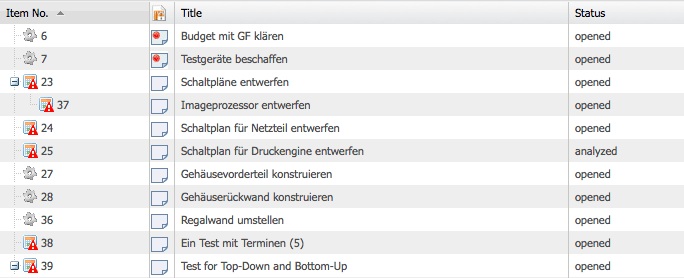 Item No. Title Status
6 Budget mit GF klären opened
7 Testgeräte beschaffen opened
23 Schaltpläne entwerfen opened
37 Imageprozessor entwerfen opened
24 Schaltplan für Netzteil entwerfen opened
25 Schaltplan für Druckengine entwerfen analyzed
27 Gehäusevorderteil konstruieren opened
28 Gehäuserückwand konstruieren opened
36 Regalwand umstellen opened
38 Ein Test mit Terminen (5) opened
39 Test for Top-Down and Bottom-Up opened